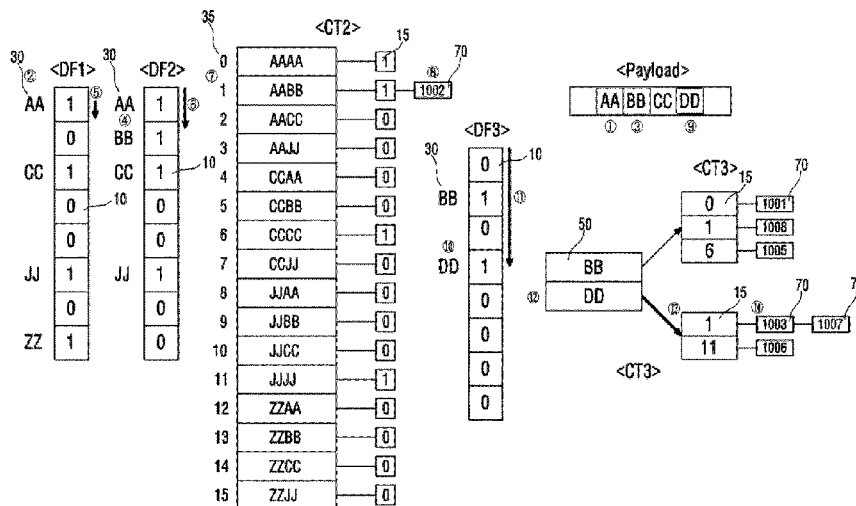 35
<CT2>
30
<DF1>
30
<DF2>
15
②
⑦
0
AAAA
1
70
<Payload>
⑤
⑧
AA
1
AA
1
⑥
1
AABB
1
1002
AA
BB
CC
DD
④
0
BB
1
2
AACC
0
<DF3>
①
③
⑨
CC
1
CC
1
10
3
AAJJ
0
30
0
10
<CT3>
15
70
0
10
0
4
CCAA
0
BB
1
⑪
0
1001
0
0
5
CCBB
0
0
50
1
1008
JJ
1
JJ
1
6
CCCC
1
⑩
DD
1
BB
6
1005
0
0
7
CCJJ
0
0
⑫
DD
15
70
7
ZZ
1
0
8
JJAA
0
0
⑬
⑭
9
JJBB
0
0
1
1003
1007
10
JJCC
0
0
11
1006
11
JJJJ
1
<CT3>
12
ZZAA
0
13
ZZBB
0
14
ZZCC
0
15
ZZJJ
0